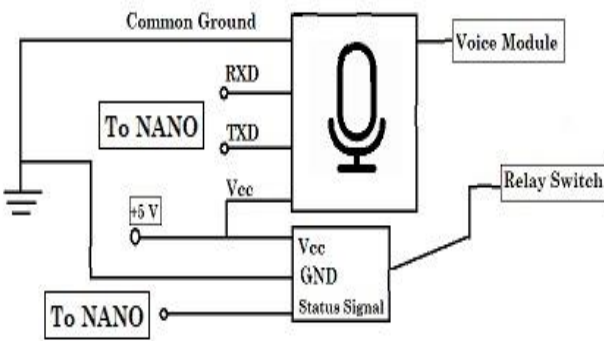 Common Ground
Voice Module
RXD
To NANO
TXD
Relay Switch
Vcc
+5 V
Vcc
GND
Status Signal
To NANO